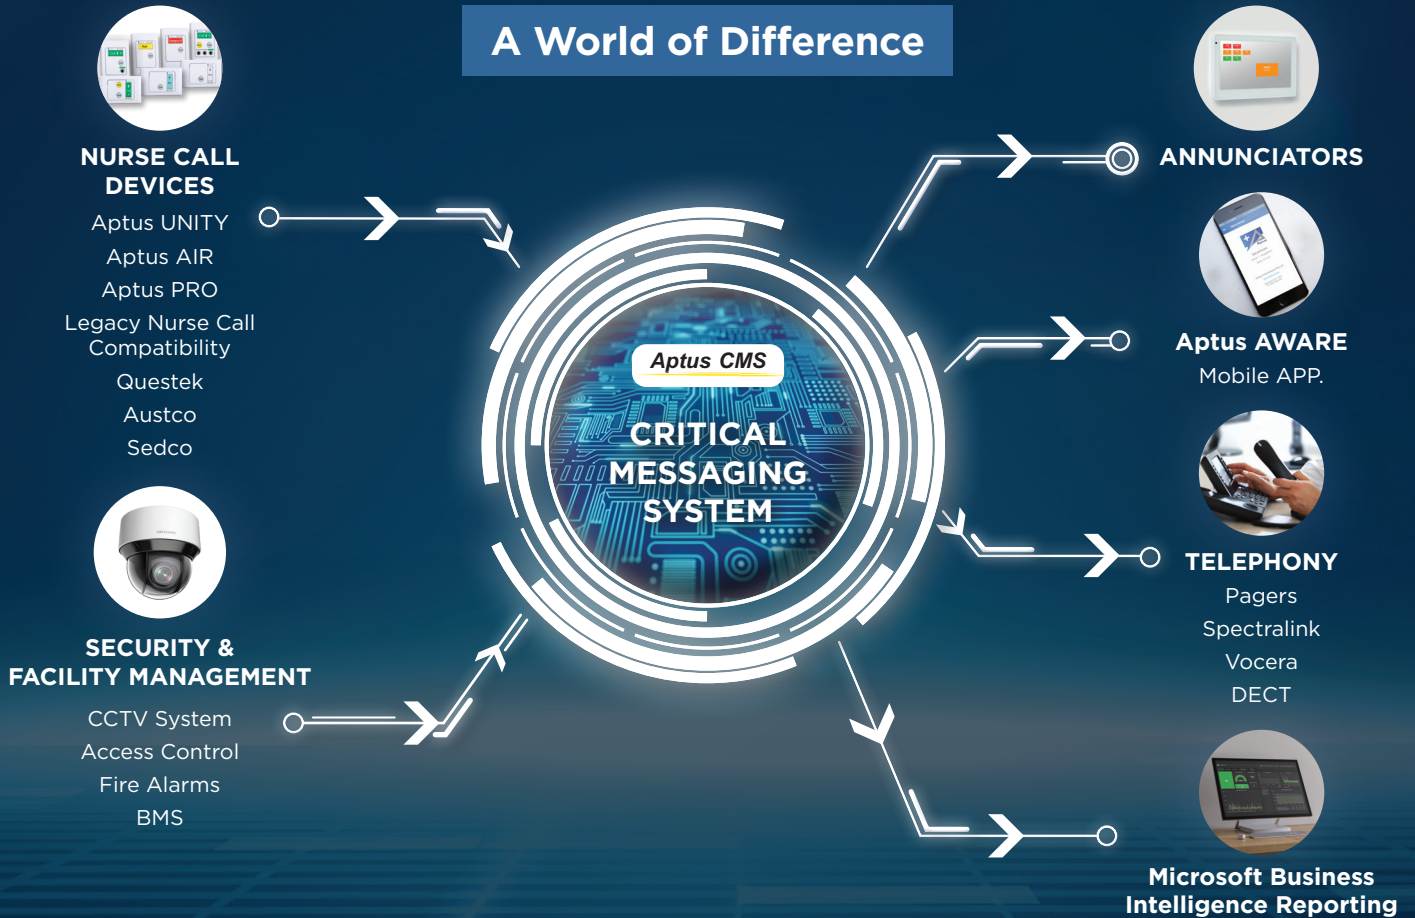 A World of Difference
NURSE CALL
DEVICES
Aptus UNITY
Aptus AIR
Aptus PRO
Legacy Nurse Call
Compatibility
Questek
Austco
Sedco
SECURITY &
FACILITY MANAGEMENT
CCTV System
Access Control
Fire Alarms
BMS
Aptus CMS
CRITICAL
MESSAGING
SYSTEM
ANNUNCIATORS
Aptus AWARE
Mobile APP.
TELEPHONY
Pagers
Spectralink
Vocera
DECT
Microsoft Business
Intelligence Reporting